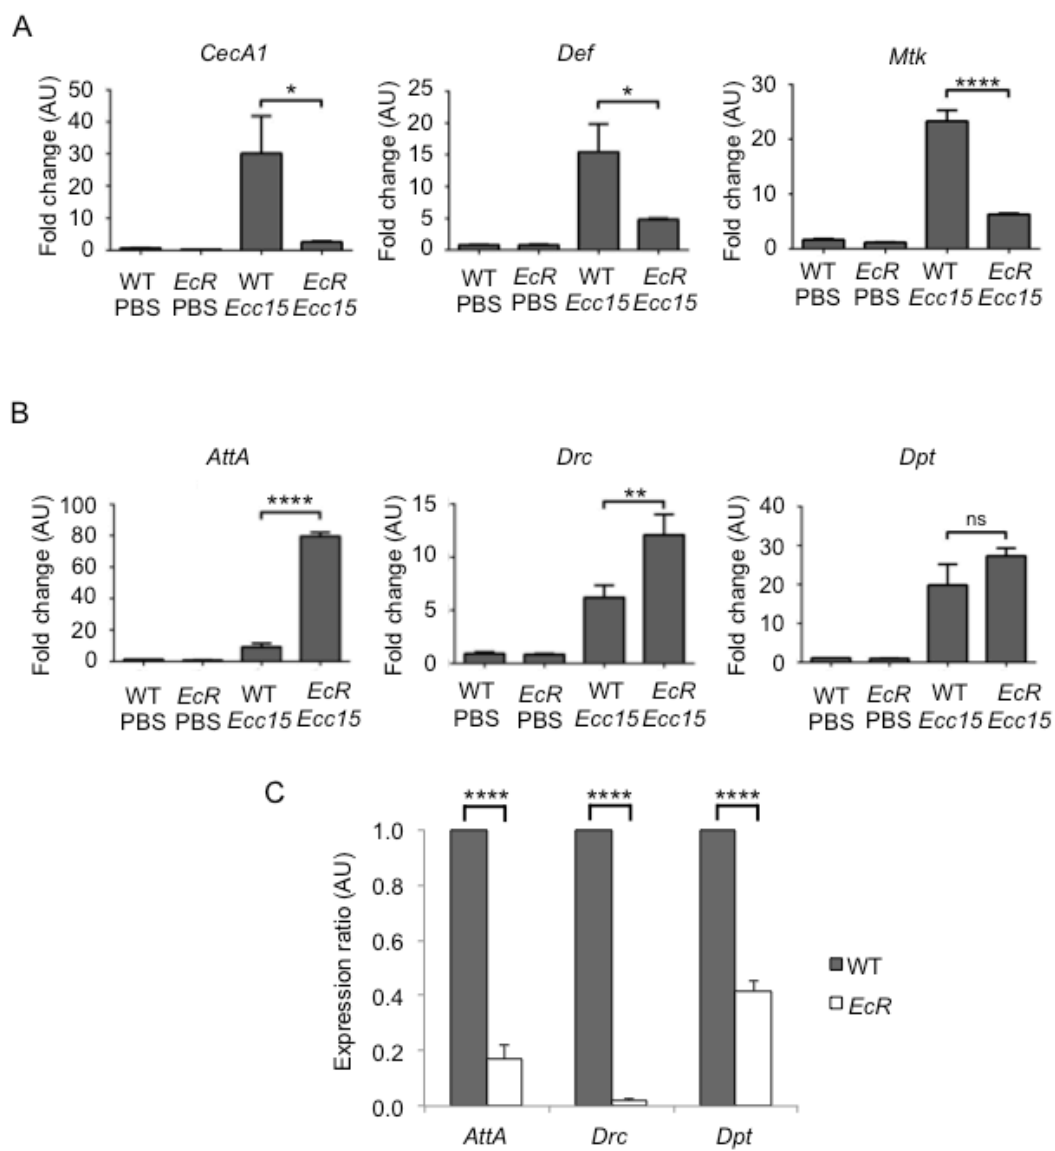 A
CecA1
Def
Mtk
Fold change (AU)
50
40
30
20
10
0
*
WT EcR WT EcR
PBS PBS Ecc15 Ecc15
Fold change (AU)
25
20
15
10
5
0
*
WT EcR WT EcR
PBS PBS Ecc15 Ecc15
Fold change (AU)
30
20
10
0
****
WT EcR WT EcR
PBS PBS Ecc15 Ecc15
B
AttA
Drc
Dpt
Fold change (AU)
100
80
60
40
20
0
****
WT EcR WT EcR
PBS PBS Ecc15 Ecc15
Fold change (AU)
15
10
5
0
**
WT EcR WT EcR
PBS PBS Ecc15 Ecc15
Fold change (AU)
40
30
20
10
0
ns
WT EcR WT EcR
PBS PBS Ecc15 Ecc15
C
Expression ratio (AU)
1.0
0.8
0.6
0.4
0.2
0.0
**** **** ****
AttA Drc Dpt
WT
EcR